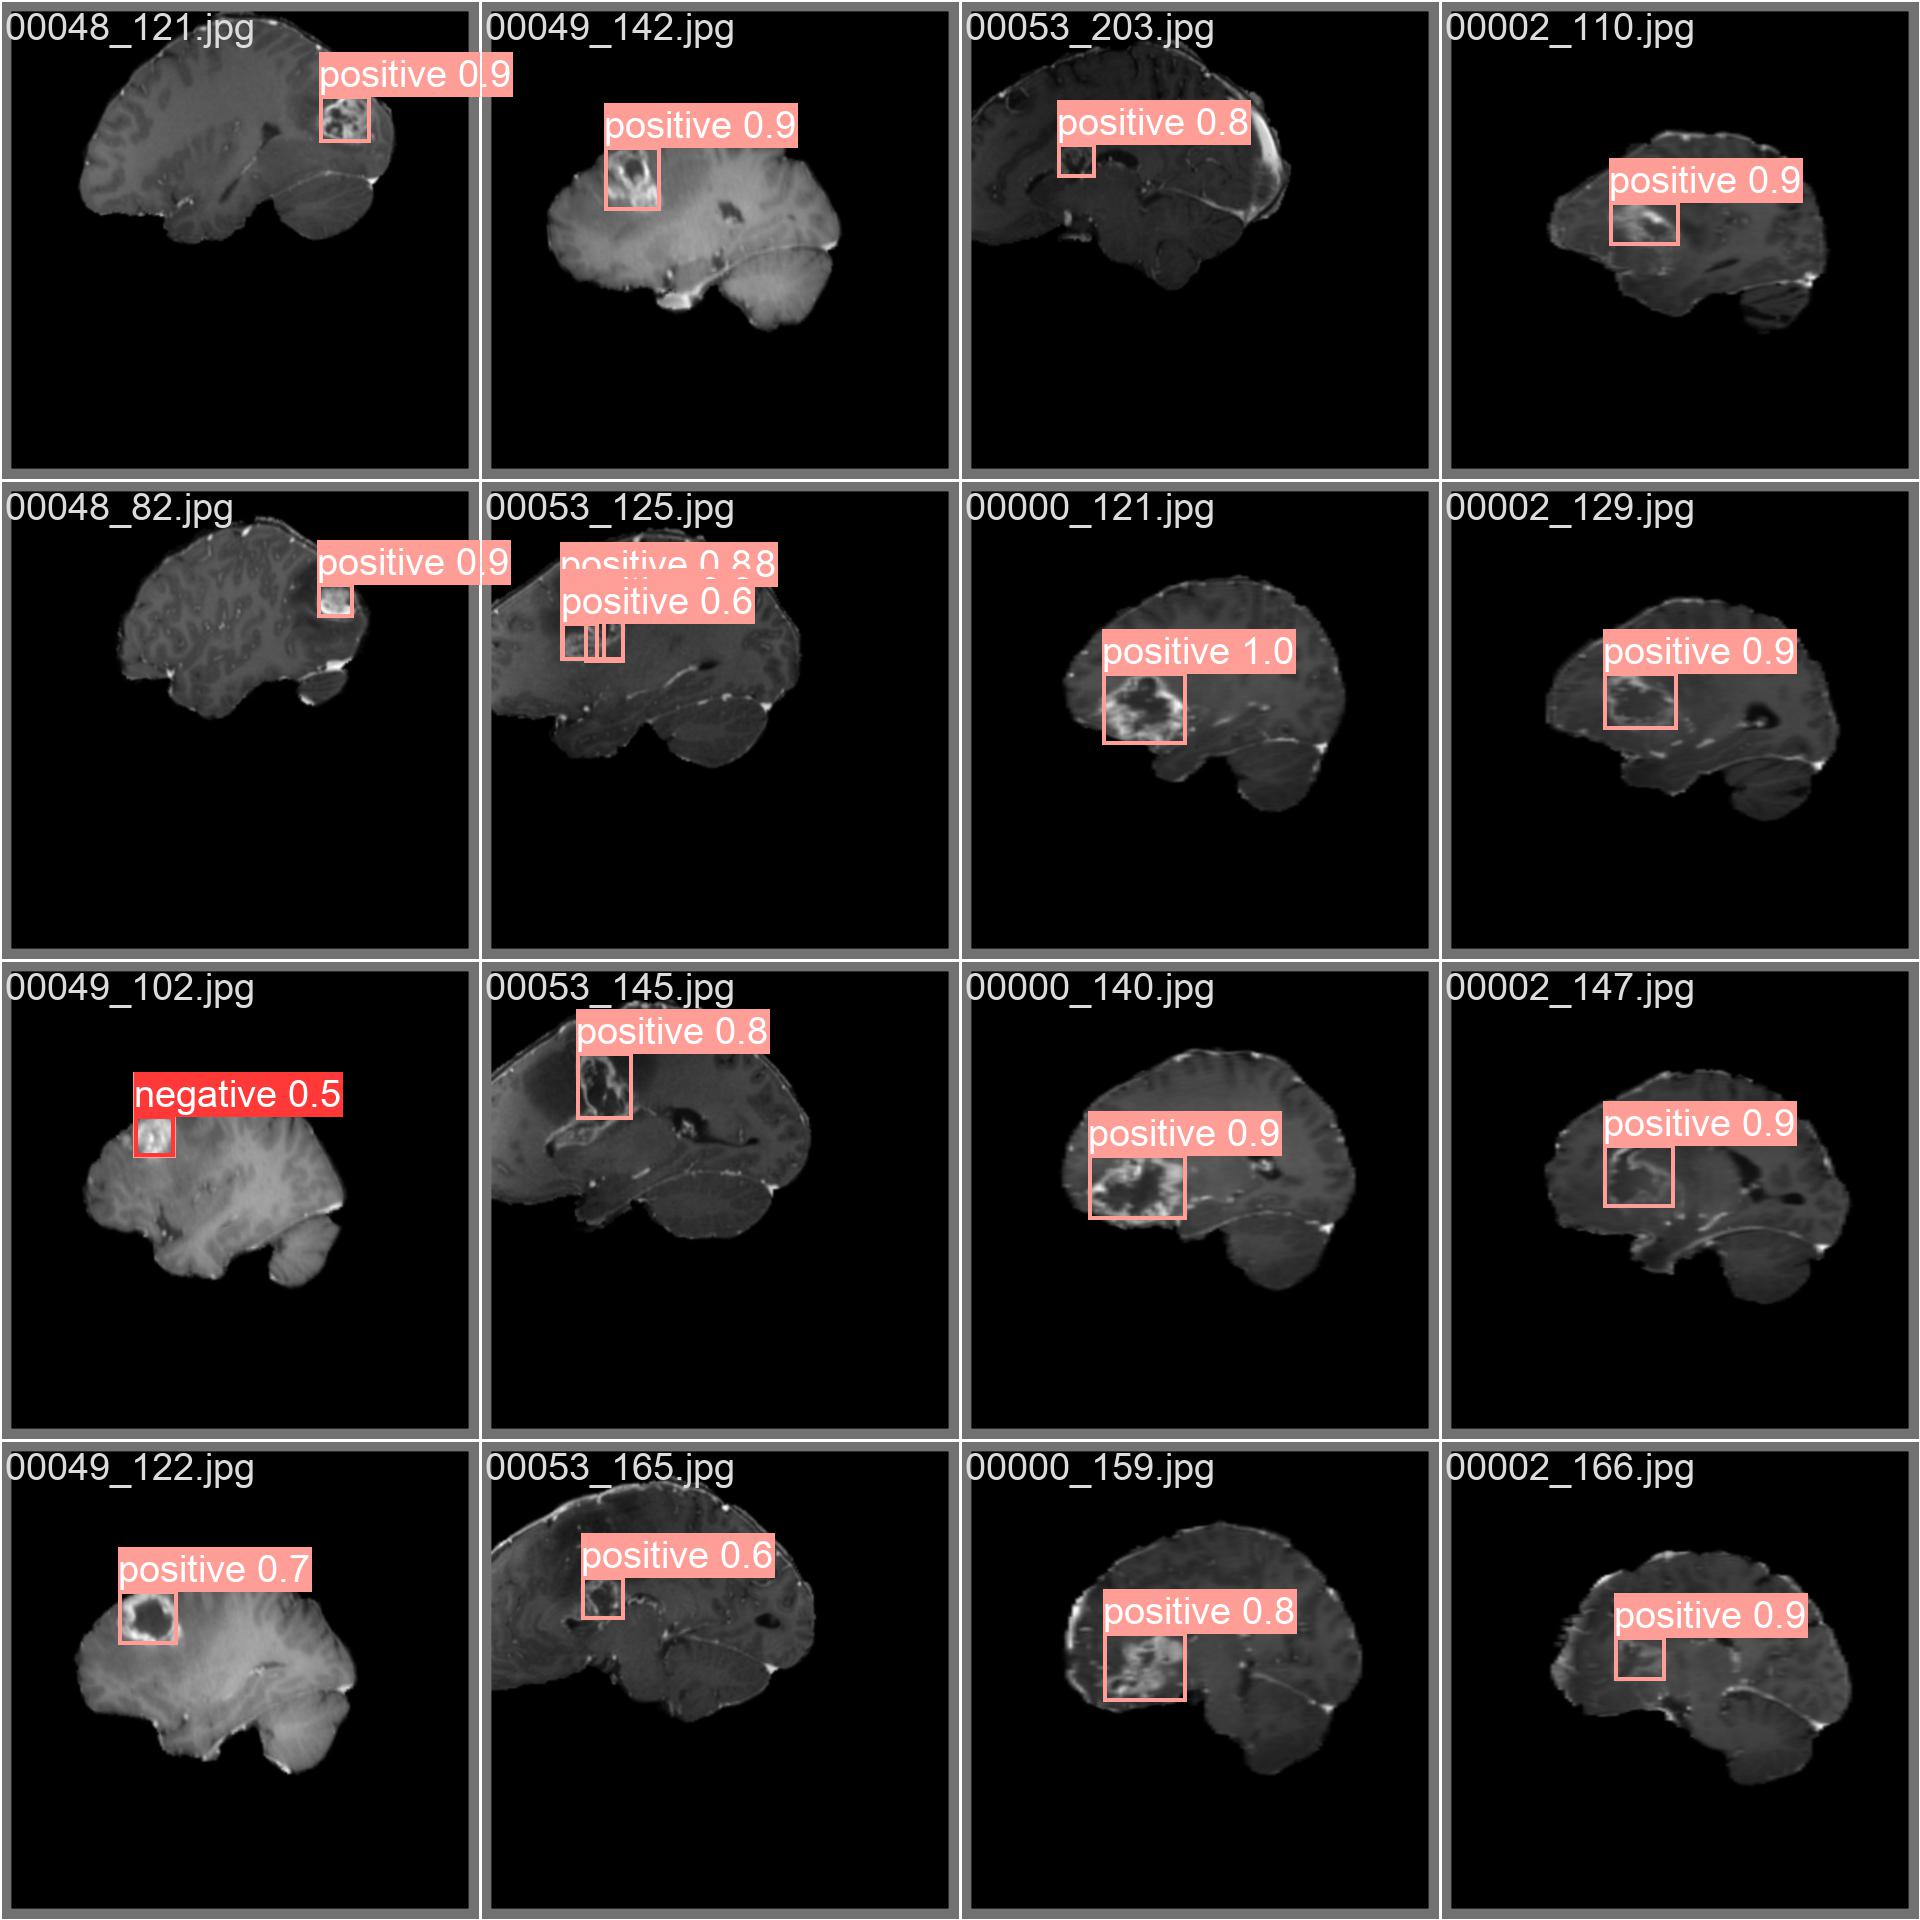 00048_121.jpg
positive 0.9
00049_142.jpg
positive 0.9
00053_203.jpg
positive 0.8
00002_110.jpg
positive 0.9
00048_82.jpg
positive 0.9
00053_125.jpg
positive 0.88
positive 0.6
00000_121.jpg
positive 1.0
00002_129.jpg
positive 0.9
00049_102.jpg
negative 0.5
00053_145.jpg
positive 0.8
00000_140.jpg
positive 0.9
00002_147.jpg
positive 0.9
00049_122.jpg
positive 0.7
00053_165.jpg
positive 0.6
00000_159.jpg
positive 0.8
00002_166.jpg
positive 0.9